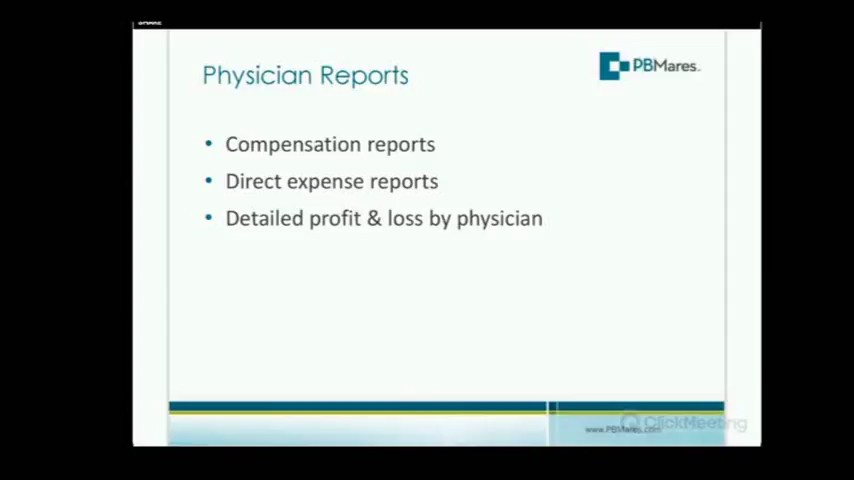 Physician Reports
PBMares
• Compensation reports
• Direct expense reports
• Detailed profit & loss by physician
www.PBMares.com
ClickMeeting